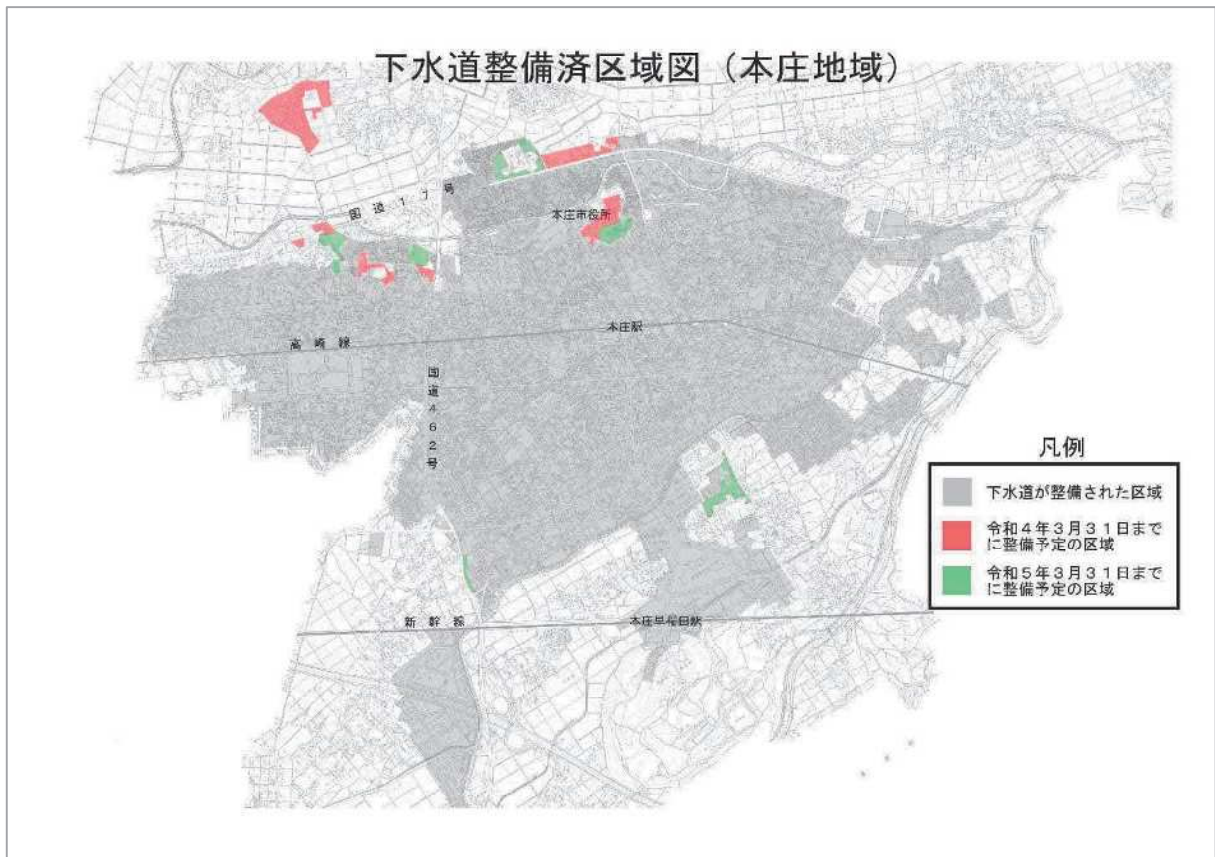 下水道整備済区域図（本庄地域）
国道１７号
本庄市役所
本庄駅
高崎線
国道４６２号
凡例
下水道が整備された区域
令和４年３月３１日まで
に整備予定の区域
令和５年３月３１日まで
に整備予定の区域
新幹線
本庄早稲田駅